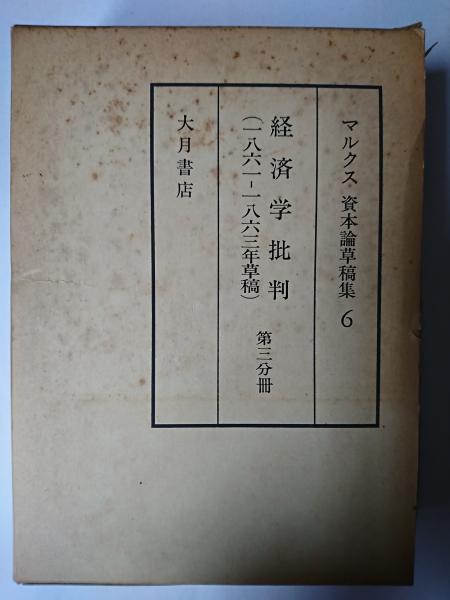 マルクス 資本論草稿集 6
経済学批判
(一八六一-一八六三年草稿)
第三分冊
大月書店